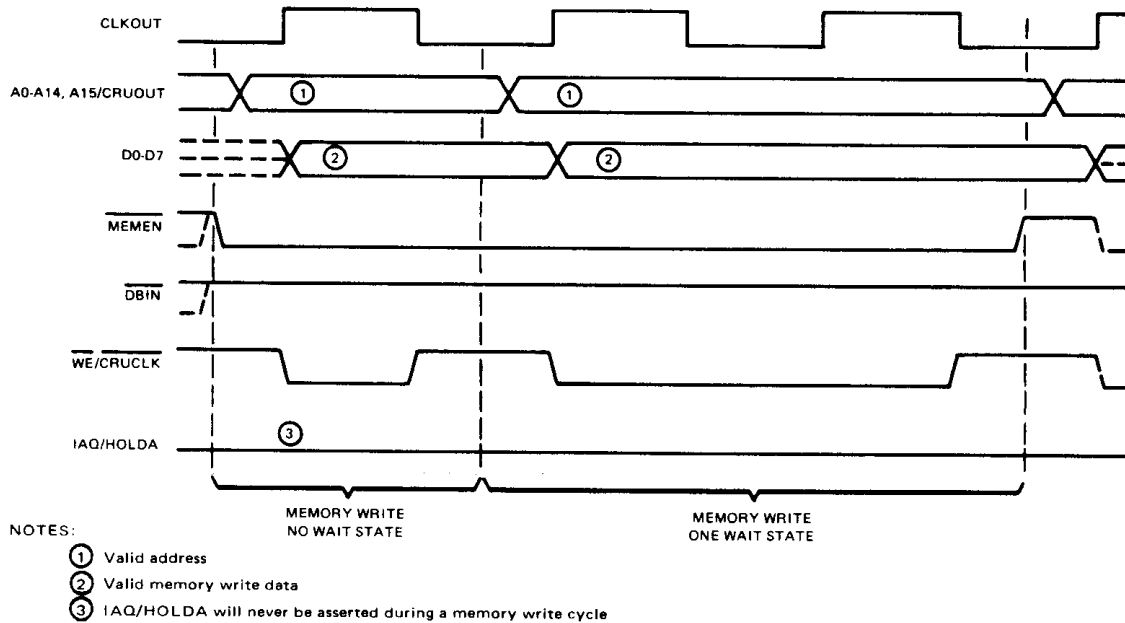 CLKOUT
A0-A14, A15/CRUOUT
1
1
D0-D7
2
2
MEMEN
DBIN
WE/CRUCLK
IAQ/HOLDA
3
MEMORY WRITE
NO WAIT STATE
MEMORY WRITE
ONE WAIT STATE
NOTES:
1 Valid address
2 Valid memory write data
3 IAQ/HOLDA will never be asserted during a memory write cycle